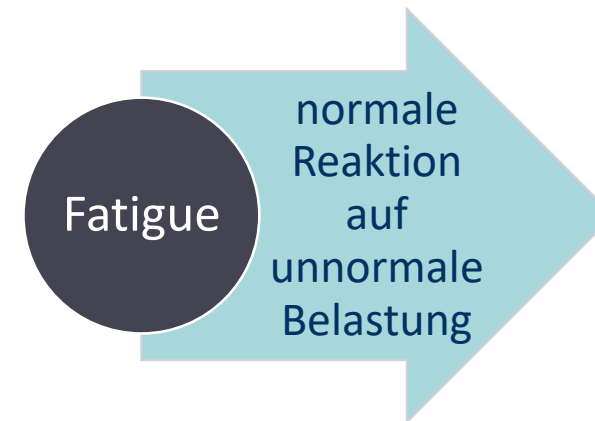 Fatigue
normale
Reaktion
auf
unnormale
Belastung